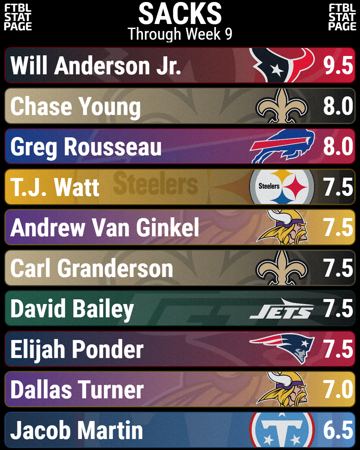 FTBL
STAT
PAGE
SACKS
Through Week 9
FTBL
STAT
PAGE
Will Anderson Jr. 9.5
Chase Young 8.0
Greg Rousseau 8.0
T.J. Watt Steelers Steelers 7.5
Andrew Van Ginkel 7.5
Carl Granderson 7.5
David Bailey JETS 7.5
Elijah Ponder 7.5
Dallas Turner 7.0
Jacob Martin T 6.5